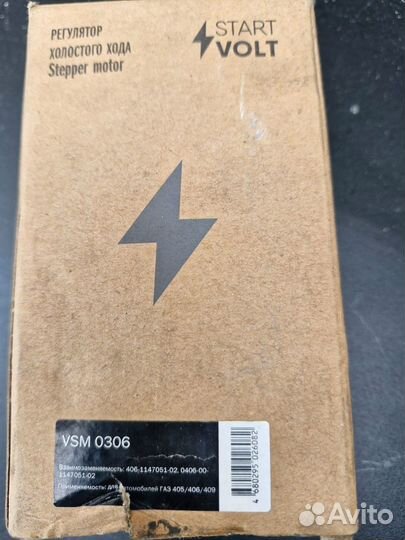 РЕГУЛЯТОР
ХОЛОСТОГО ХОДА
Stepper motor
START
VOLT
VSM 0306
Взаимозаменяемость: 406-1147051-02, 0406-00-
1147051-02
Применяемость: для автомобилей ГАЗ 405/406/409
4 680295 026082
Avito